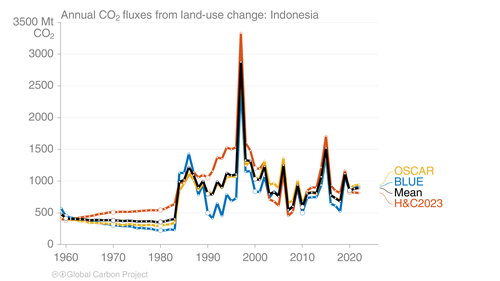 Annual CO₂ fluxes from land-use change: Indonesia
3500 Mt
CO₂
3000
2500
2000
1500
1000
500
0
1960
1970
1980
1990
2000
2010
2020
OSCAR
BLUE
Mean
H&C2023
Global Carbon Project